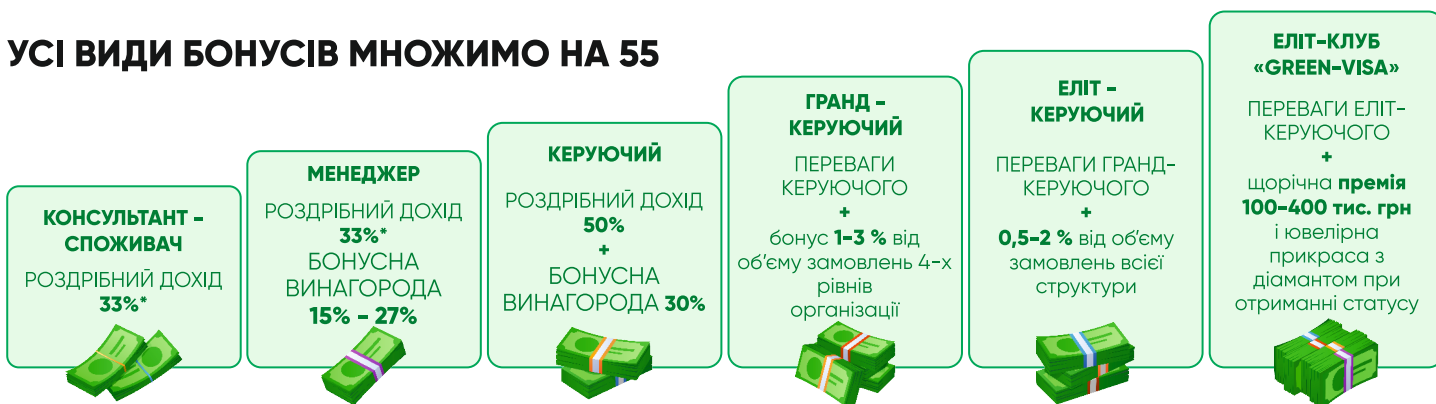 УСІ ВИДИ БОНУСІВ МНОЖИМО НА 55
КОНСУЛЬТАНТ -
СПОЖИВАЧ
РОЗДРІБНИЙ ДОХІД
33%*
МЕНЕДЖЕР
РОЗДРІБНИЙ ДОХІД
33%*
БОНУСНА
ВИНАГОРОДА
15% - 27%
КЕРУЮЧИЙ
РОЗДРІБНИЙ ДОХІД
50%
+
БОНУСНА
ВИНАГОРОДА 30%
ГРАНД -
КЕРУЮЧИЙ
ПЕРЕВАГИ
КЕРУЮЧОГО
+
бонус 1-3 % від
об’єму замовлень 4-х
рівнів
організації
ЕЛІТ -
КЕРУЮЧИЙ
ПЕРЕВАГИ ГРАНД-
КЕРУЮЧОГО
+
0,5-2 % від об’єму
замовлень всієї
структури
ЕЛІТ-КЛУБ
«GREEN-VISA»
ПЕРЕВАГИ ЕЛІТ-
КЕРУЮЧОГО
+
щорічна премія
100-400 тис. грн
і ювелірна
прикраса з
діамантом при
отриманні статусу